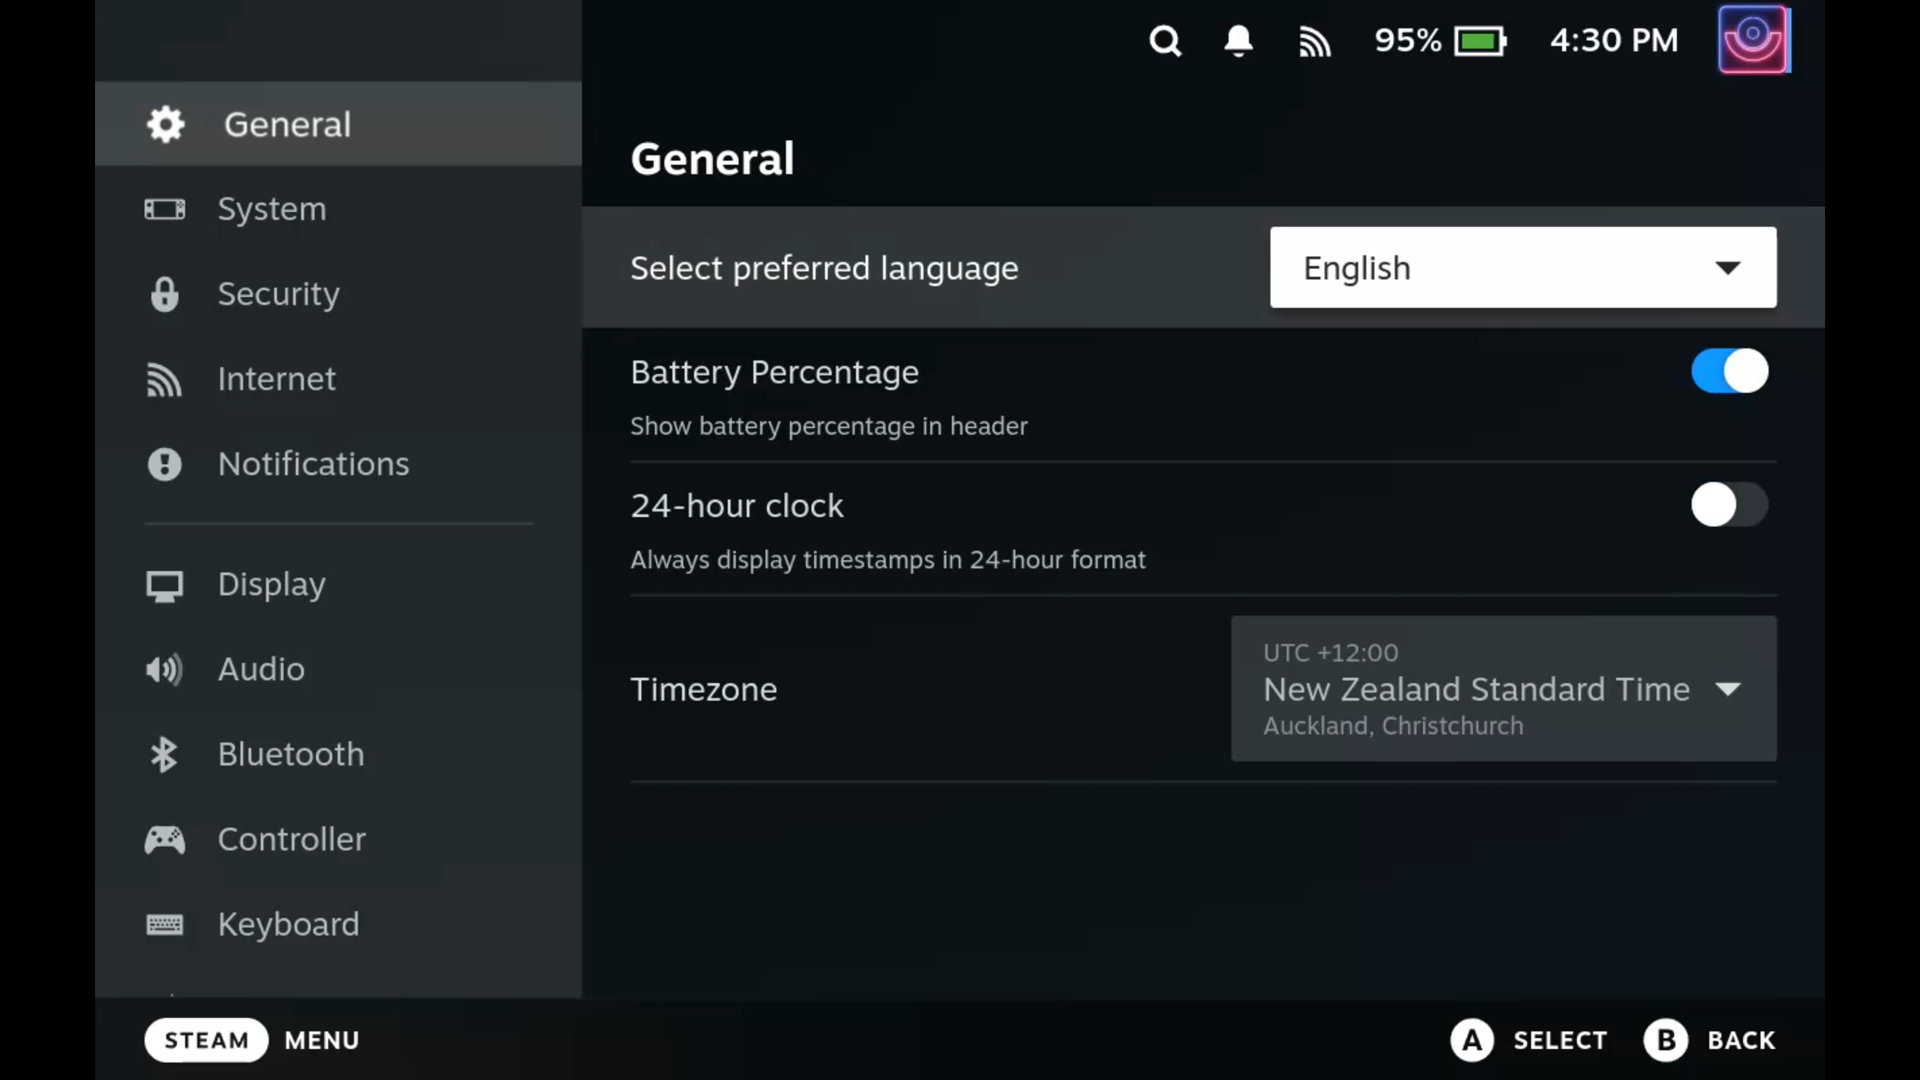 95%
4:30 PM
General
System
Security
Internet
Notifications
Display
Audio
Bluetooth
Controller
Keyboard
General
Select preferred language
English
Battery Percentage
Show battery percentage in header
24-hour clock
Always display timestamps in 24-hour format
Timezone
UTC +12:00
New Zealand Standard Time
Auckland, Christchurch
STEAM MENU
A SELECT B BACK